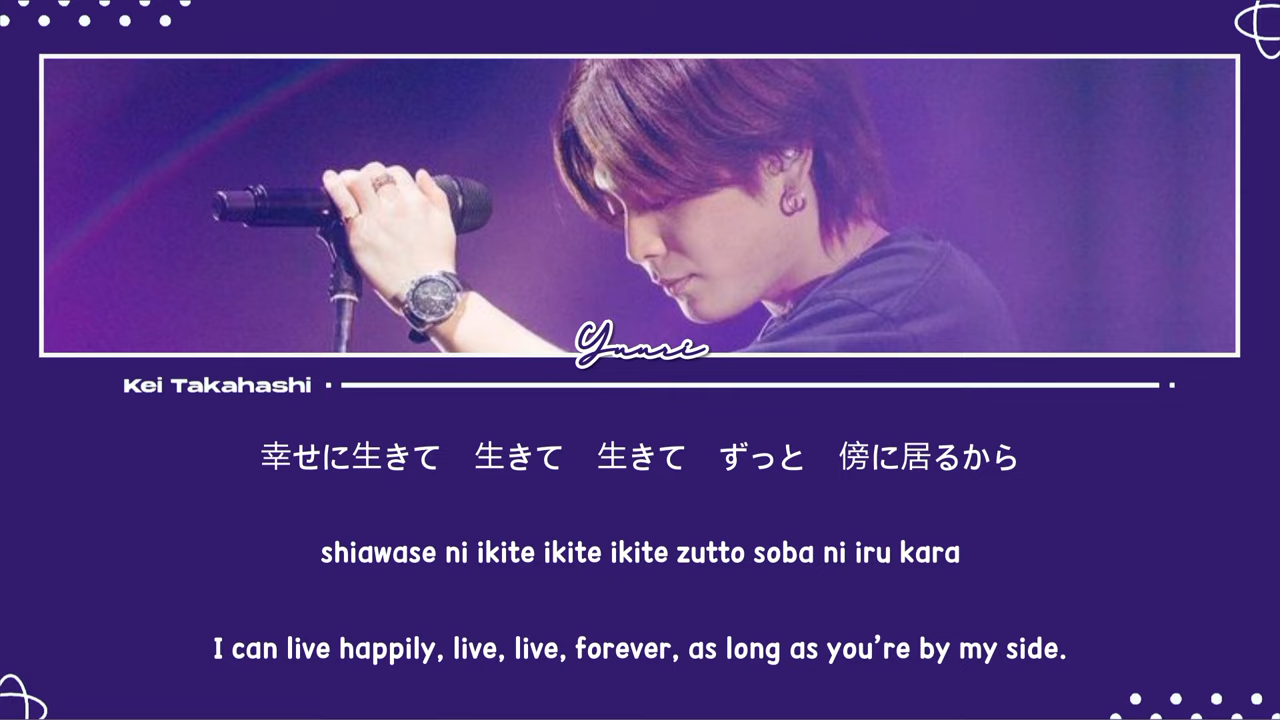 Yuuri
Kei Takahashi
幸せに生きて　生きて　生きて　ずっと　傍に居るから
shiawase ni ikite ikite ikite zutto soba ni iru kara
I can live happily, live, live, forever, as long as you’re by my side.